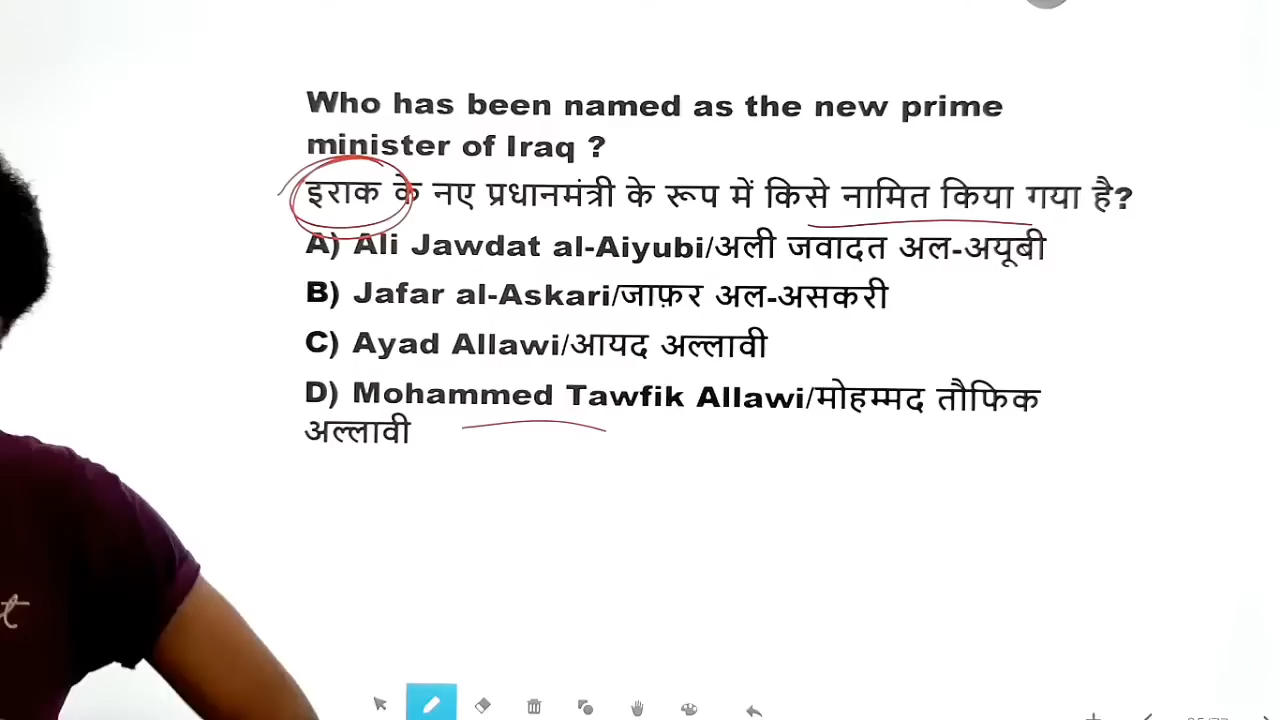 Who has been named as the new prime
minister of Iraq ?
इराक के नए प्रधानमंत्री के रूप में किसे नामित किया गया है?
A) Ali Jawdat al-Aiyubi/अली जवादत अल-अयूबी
B) Jafar al-Askari/जाफ़र अल-असकरी
C) Ayad Allawi/आयद अल्लावी
D) Mohammed Tawfik Allawi/मोहम्मद तौफिक
अल्लावी